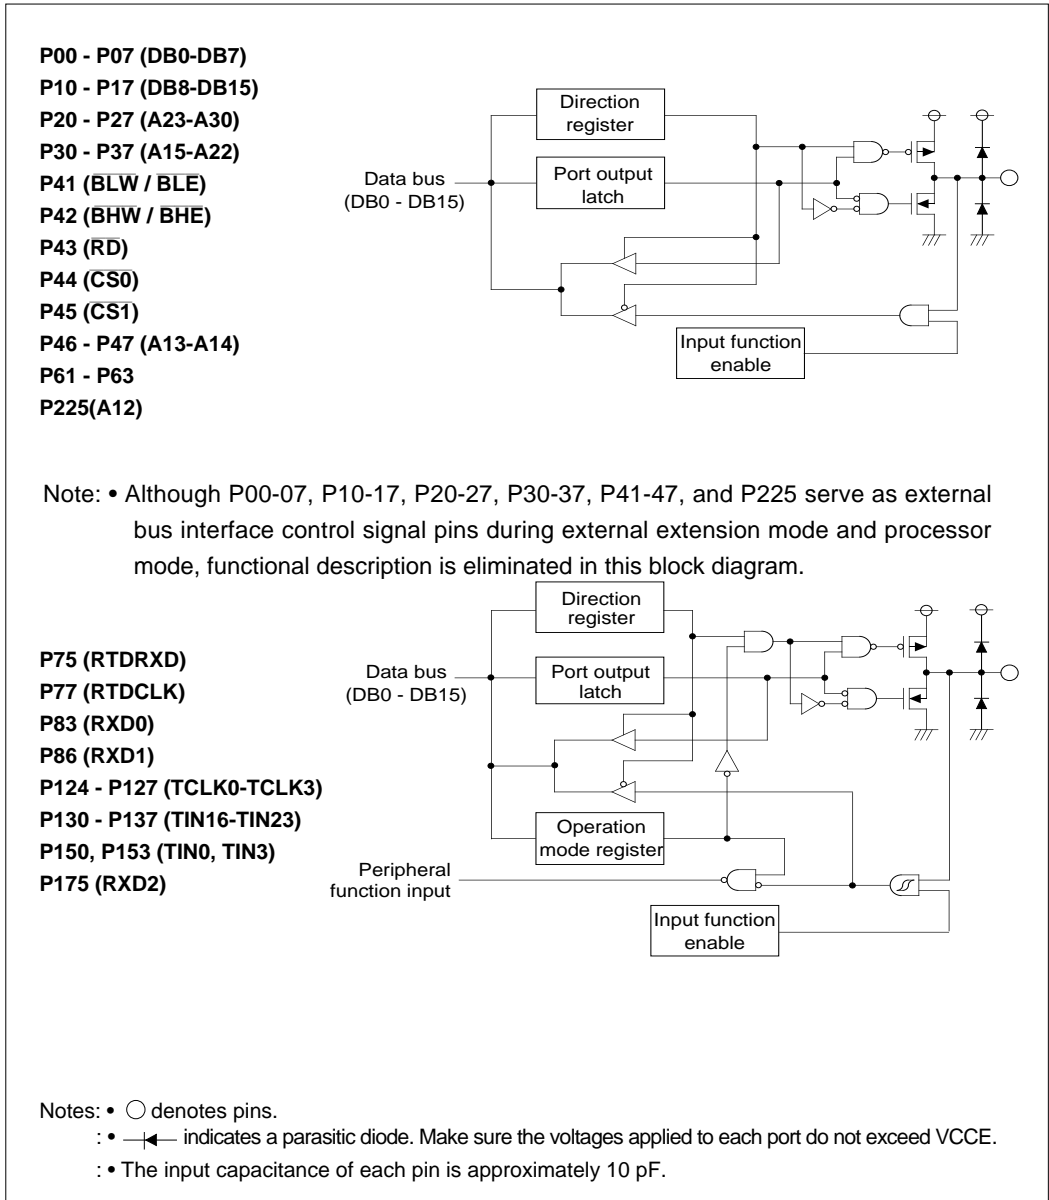 P00 - P07 (DB0-DB7)
P10 - P17 (DB8-DB15)
P20 - P27 (A23-A30)
P30 - P37 (A15-A22)
P41 (B̅L̅W̅ / B̅L̅E̅)
P42 (B̅H̅W̅ / B̅H̅E̅)
P43 (R̅D̅)
P44 (C̅S̅0̅)
P45 (C̅S̅1̅)
P46 - P47 (A13-A14)
P61 - P63
P225(A12)
Direction
register
Data bus
(DB0 - DB15)
Port output
latch
Input function
enable
Note: • Although P00-07, P10-17, P20-27, P30-37, P41-47, and P225 serve as external
bus interface control signal pins during external extension mode and processor
mode, functional description is eliminated in this block diagram.
P75 (RTDRXD)
P77 (RTDCLK)
P83 (RXD0)
P86 (RXD1)
P124 - P127 (TCLK0-TCLK3)
P130 - P137 (TIN16-TIN23)
P150, P153 (TIN0, TIN3)
P175 (RXD2)
Direction
register
Data bus
(DB0 - DB15)
Port output
latch
Operation
mode register
Peripheral
function input
Input function
enable
Notes: • ○ denotes pins.
: • indicates a parasitic diode. Make sure the voltages applied to each port do not exceed VCCE.
: • The input capacitance of each pin is approximately 10 pF.